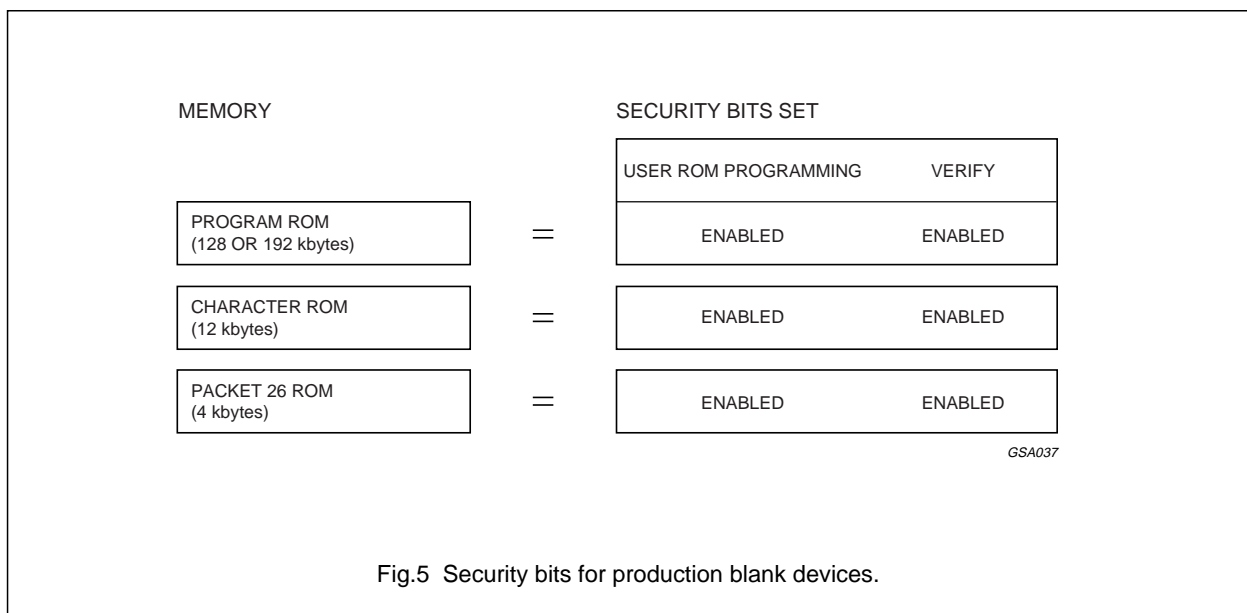 MEMORY SECURITY BITS SET
USER ROM PROGRAMMING VERIFY
PROGRAM ROM
(128 OR 192 kbytes)
= ENABLED ENABLED
CHARACTER ROM
(12 kbytes)
= ENABLED ENABLED
PACKET 26 ROM
(4 kbytes)
= ENABLED ENABLED
GSA037
Fig.5 Security bits for production blank devices.